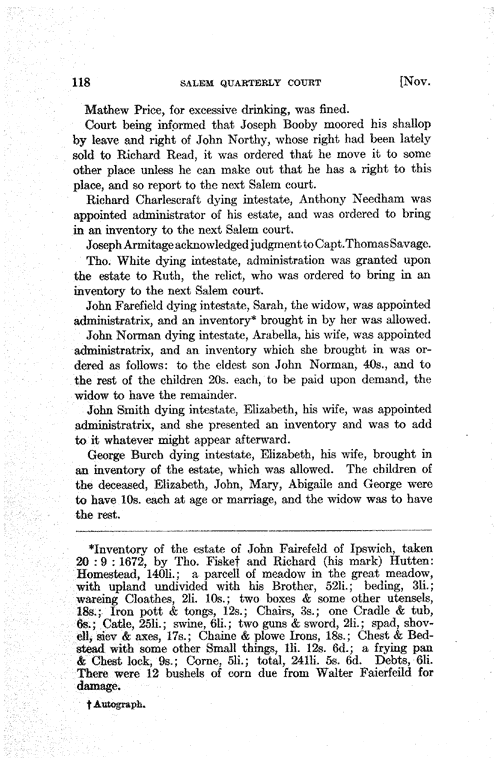 118 SALEM QUARTERLY COURT [Nov.
Mathew Price, for excessive drinking, was fined.
Court being informed that Joseph Booby moored his shallop
by leave and right of John Northy, whose right had been lately
sold to Richard Read, it was ordered that he move it to some
other place unless he can make out that he has a right to this
place, and so report to the next Salem court.
Richard Charlescraft dying intestate, Anthony Needham was
appointed administrator of his estate, and was ordered to bring
in an inventory to the next Salem court.
Joseph Armitage acknowledged judgment to Capt. Thomas Savage.
Tho. White dying intestate, administration was granted upon
the estate to Ruth, the relict, who was ordered to bring in an
inventory to the next Salem court.
John Farefield dying intestate, Sarah, the widow, was appointed
administratrix, and an inventory* brought in by her was allowed.
John Norman dying intestate, Arabella, his wife, was appointed
administratrix, and an inventory which she brought in was or-
dered as follows: to the eldest son John Norman, 40s., and to
the rest of the children 20s. each, to be paid upon demand, the
widow to have the remainder.
John Smith dying intestate, Elizabeth, his wife, was appointed
administratrix, and she presented an inventory and was to add
to it whatever might appear afterward.
George Burch dying intestate, Elizabeth, his wife, brought in
an inventory of the estate, which was allowed. The children of
the deceased, Elizabeth, John, Mary, Abigaile and George were
to have 10s. each at age or marriage, and the widow was to have
the rest.
*Inventory of the estate of John Fairefeld of Ipswich, taken
20 : 9 : 1672, by Tho. Fisket† and Richard (his mark) Hutten:
Homestead, 140li.; a parcell of meadow in the great meadow,
with upland undivided with his Brother, 52li.; beding, 3li.;
wareing Cloathes, 2li. 10s.; two boxes & some other utensels,
18s.; Iron pott & tongs, 12s.; Chairs, 3s.; one Cradle & tub,
6s.; Catle, 25li.; swine, 6li.; two guns & sword, 2li.; spad, shov-
ell, siev & axes, 17s.; Chaine & plowe Irons, 18s.; Chest & Bed-
stead with some other Small things, 1li. 12s. 6d.; a frying pan
& Chest lock, 9s.; Corne, 5li.; total, 241li. 5s. 6d. Debts, 6li.
There were 12 bushels of corn due from Walter Faierfeild for
damage.
† Autograph.